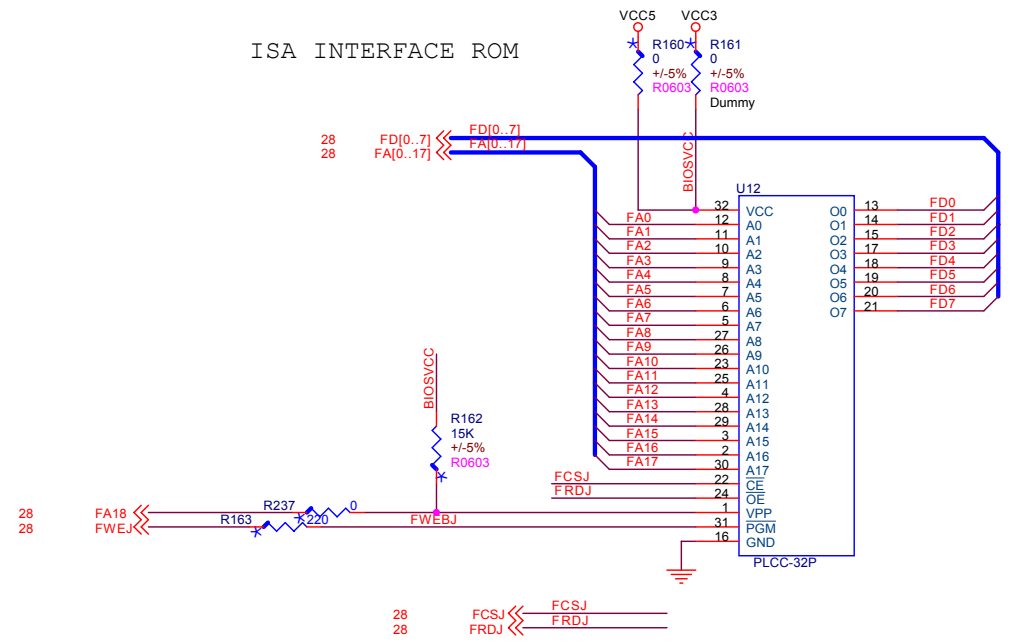 VCC5 VCC3
ISA INTERFACE ROM
R160 R161
0 0
+/-5% +/-5%
R0603 R0603
Dummy
28 FD[0..7] FD[0..7]
28 FA[0..17] FA[0..17]
BIOSVCC
U12
32 VCC O0 13 FD0
FA0 12 A0 O1 14 FD1
FA1 11 A1 O2 15 FD2
FA2 10 A2 O3 17 FD3
FA3 9 A3 O4 18 FD4
FA4 8 A4 O5 19 FD5
FA5 7 A5 O6 20 FD6
FA6 6 A6 O7 21 FD7
FA7 5 A7
FA8 27 A8
FA9 26 A9
FA10 23 A10
FA11 25 A11
FA12 4 A12
FA13 28 A13
FA14 29 A14
FA15 3 A15
FA16 2 A16
FA17 30 A17
BIOSVCC
R162
15K
+/-5%
R0603
FCSJ 22 CE
FRDJ 24 OE
28 FA18 R237 0 1 VPP
28 FWEJ R163 220 FWEBJ 31 PGM
16 GND
PLCC-32P
28 FCSJ FCSJ
28 FRDJ FRDJ